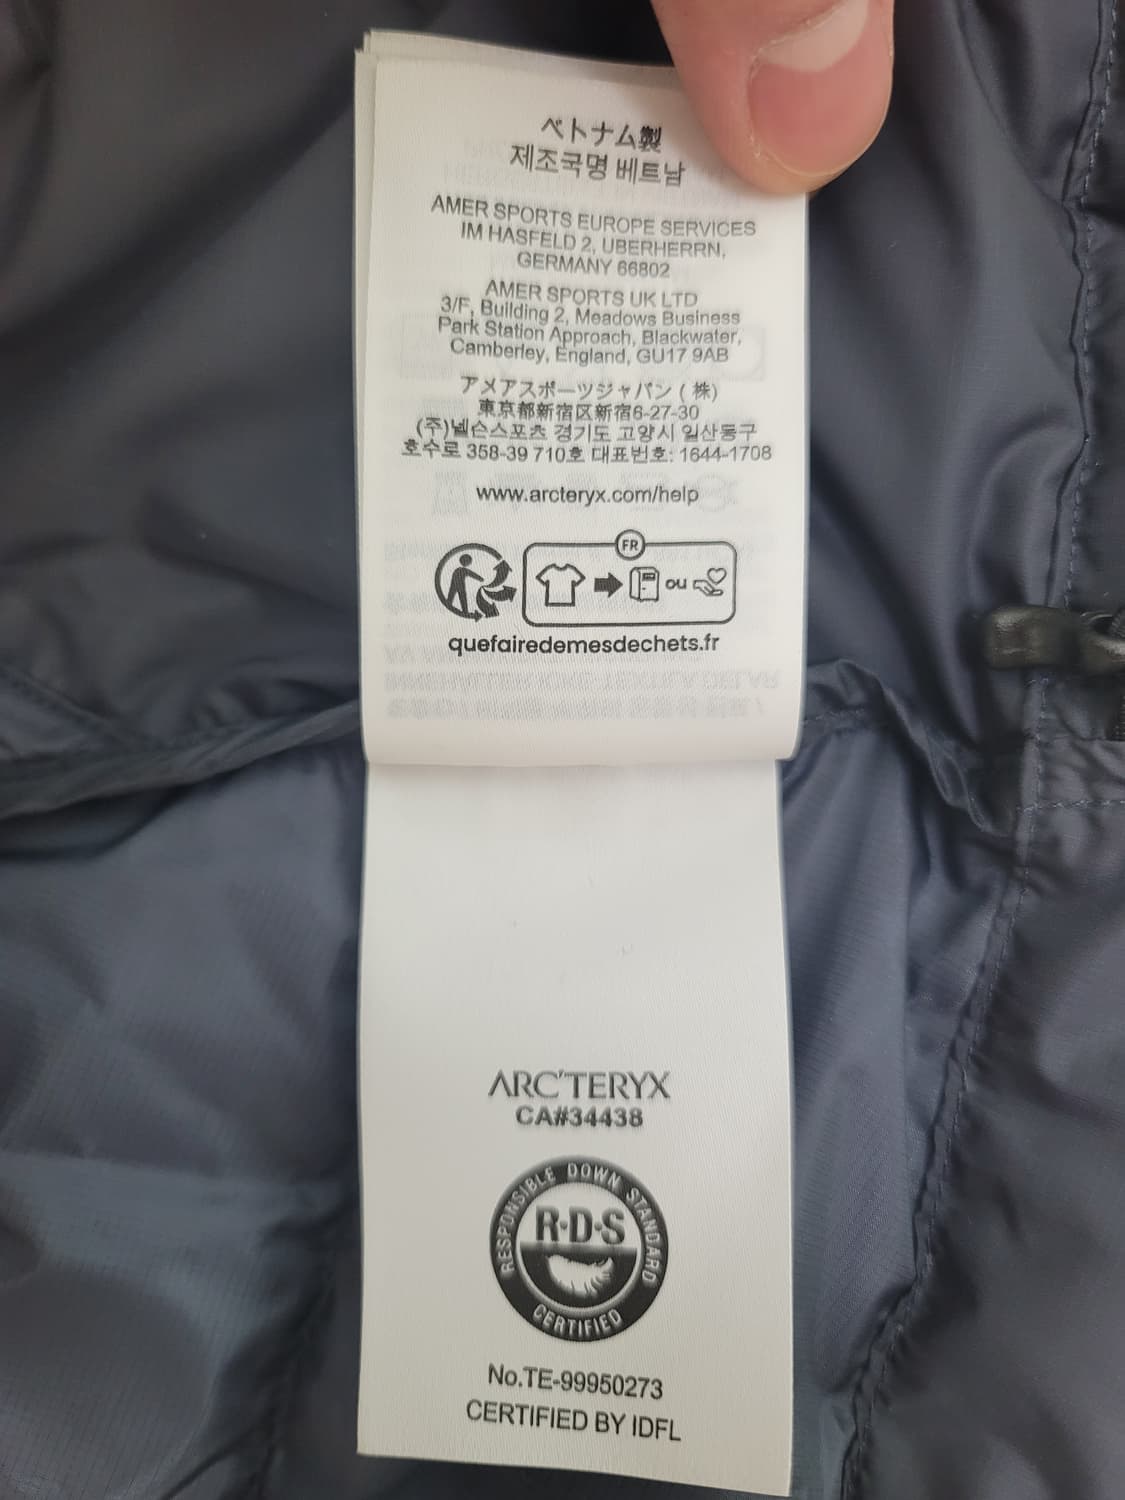 ベトナム製
제조국명 베트남
AMER SPORTS EUROPE SERVICES
IM HASFELD 2, UBERHERRN,
GERMANY 66802
AMER SPORTS UK LTD
3/F, Building 2, Meadows Business
Park Station Approach, Blackwater,
Camberley, England, GU17 9AB
アメアスポーツジャパン (株)
東京都新宿区新宿6-27-30
(주)넬슨스포츠 경기도 고양시 일산동구
호수로 358-39 710호 대표번호: 1644-1708
www.arcteryx.com/help
FR
ou
quefairedemesdechets.fr
ARC'TERYX
CA#34438
RESPONSIBLE DOWN STANDARD
R·D·S
CERTIFIED
No.TE-99950273
CERTIFIED BY IDFL